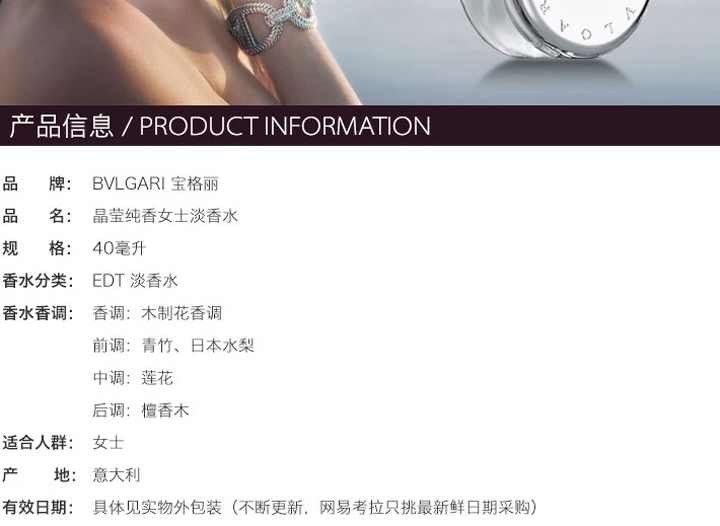 BVLGAR
产品信息 / PRODUCT INFORMATION
品 牌： BVLGARI 宝格丽
品 名： 晶莹纯香女士淡香水
规 格： 40毫升
香水分类： EDT 淡香水
香水香调： 香调：木制花香调
前调：青竹、日本水梨
中调：莲花
后调：檀香木
适合人群： 女士
产 地： 意大利
有效日期： 具体见实物外包装（不断更新，网易考拉只挑最新鲜日期采购）